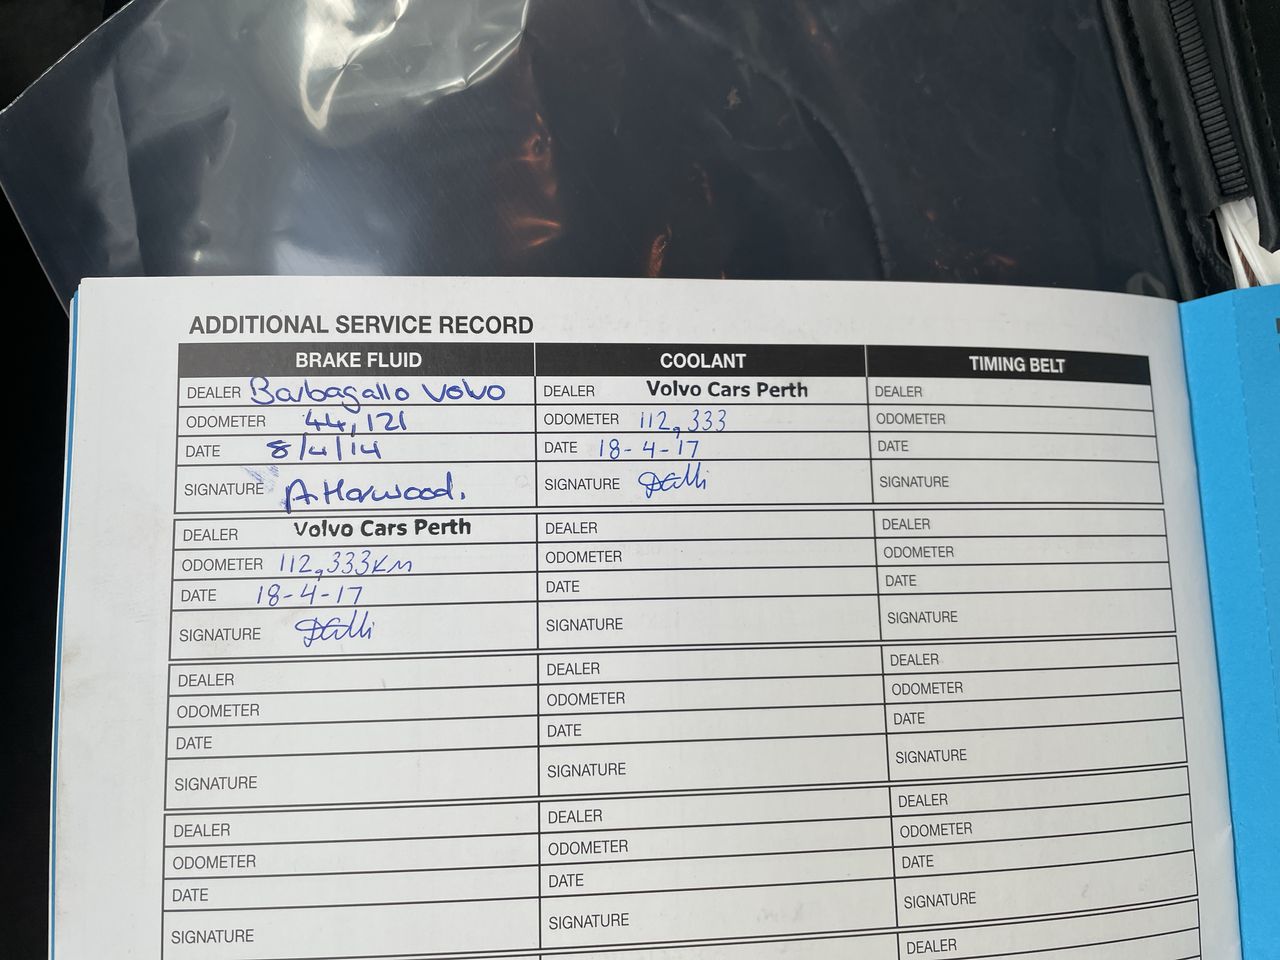 ADDITIONAL SERVICE RECORD
BRAKE FLUID COOLANT TIMING BELT
DEALER Barbagallo Volvo DEALER Volvo Cars Perth DEALER
ODOMETER 44,121 ODOMETER 112,333 ODOMETER
DATE 8/4/14 DATE 18-4-17 DATE
SIGNATURE A.Harwood. SIGNATURE SIGNATURE
DEALER Volvo Cars Perth DEALER DEALER
ODOMETER 112,333KM ODOMETER ODOMETER
DATE 18-4-17 DATE DATE
SIGNATURE SIGNATURE SIGNATURE
DEALER DEALER DEALER
ODOMETER ODOMETER ODOMETER
DATE DATE DATE
SIGNATURE SIGNATURE SIGNATURE
DEALER DEALER DEALER
ODOMETER ODOMETER ODOMETER
DATE DATE DATE
SIGNATURE SIGNATURE SIGNATURE
DEALER